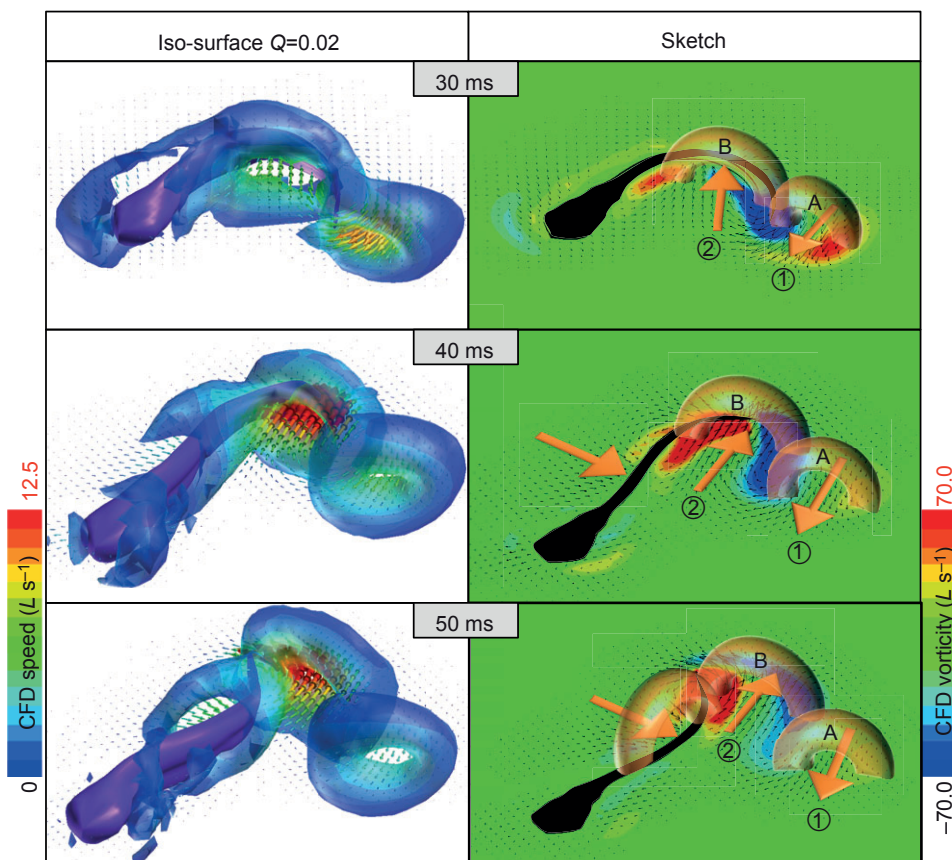 Iso-surface Q=0.02
Sketch
30 ms
B
A
②
①
40 ms
B
A
②
①
50 ms
B
A
②
①
12.5
CFD speed (L s⁻¹)
0
70.0
CFD vorticity (L s⁻¹)
−70.0